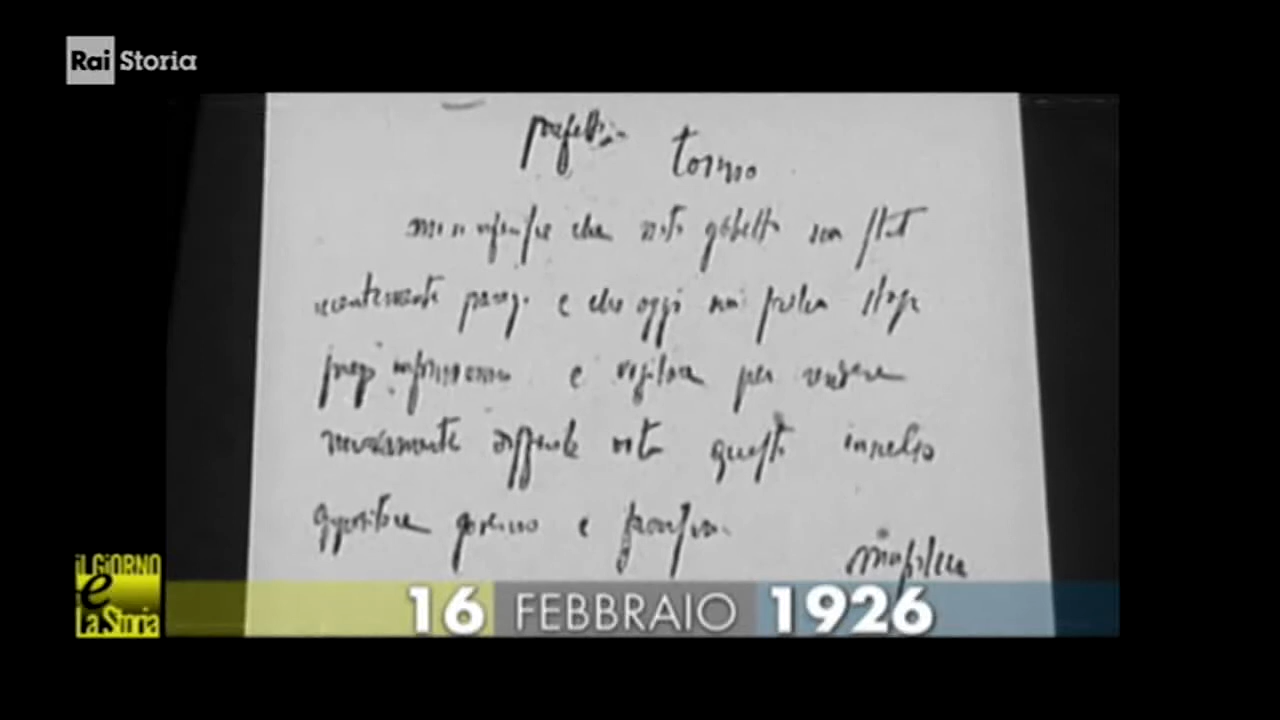 Rai Storia
prefetto torino
mi si riferisce che noto gobetti sia stato
recentemente parigi e che oggi sia
prego informarmi e vigilare per rendere
nuovamente difficile vita questo insulso
oppositore governo e
mussolini
iL GiORNO
e
La Storia
16 FEBBRAIO 1926